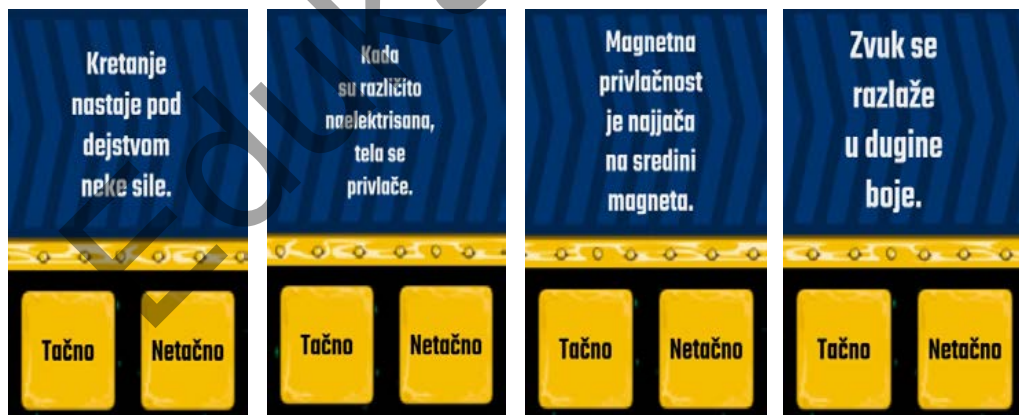 Kretanje
nastaje pod
dejstvom
neke sile.
Tačno
Netačno
Kada
su različito
naelektrisana,
tela se
privlače.
Tačno
Netačno
Magnetna
privlačnost
je najjača
na sredini
magneta.
Tačno
Netačno
Zvuk se
razlaže
u dugine
boje.
Tačno
Netačno